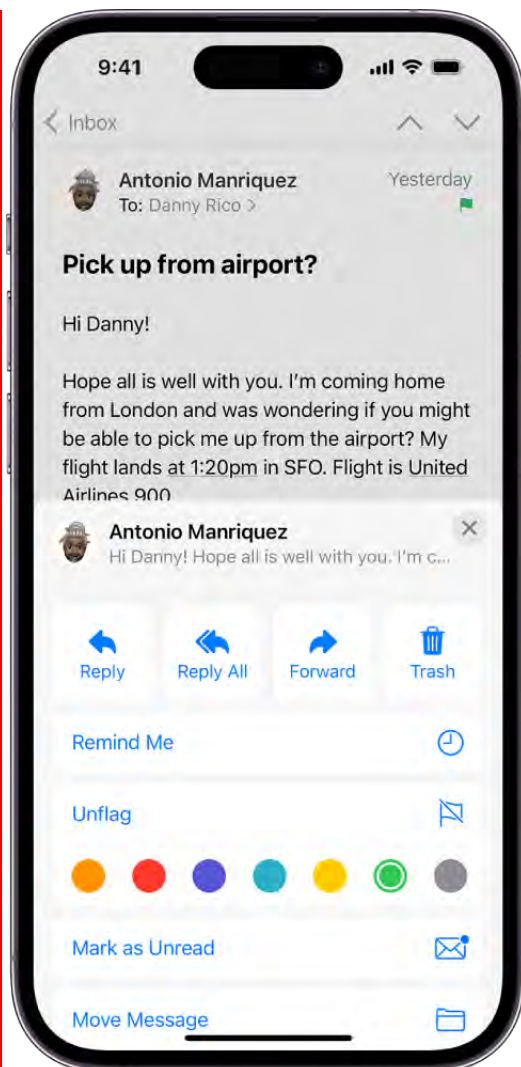 9:41
Inbox
Antonio Manriquez
Yesterday
To: Danny Rico >
Pick up from airport?
Hi Danny!
Hope all is well with you. I'm coming home
from London and was wondering if you might
be able to pick me up from the airport? My
flight lands at 1:20pm in SFO. Flight is United
Airlines 900
Antonio Manriquez
Hi Danny! Hope all is well with you. I'm c...
Reply
Reply All
Forward
Trash
Remind Me
Unflag
Mark as Unread
Move Message